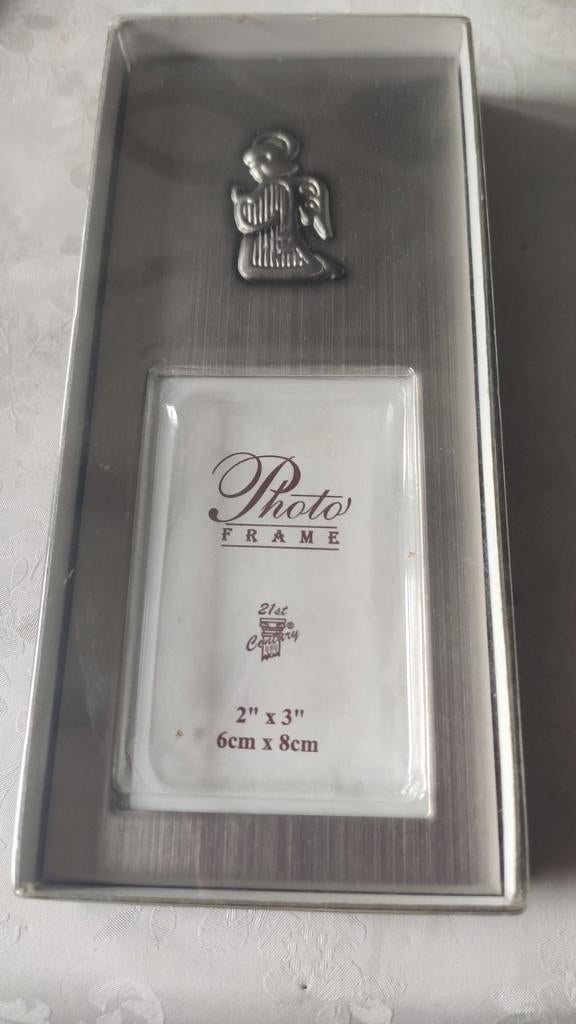 Photo
FRAME
21st
Century®
2" x 3"
6cm x 8cm